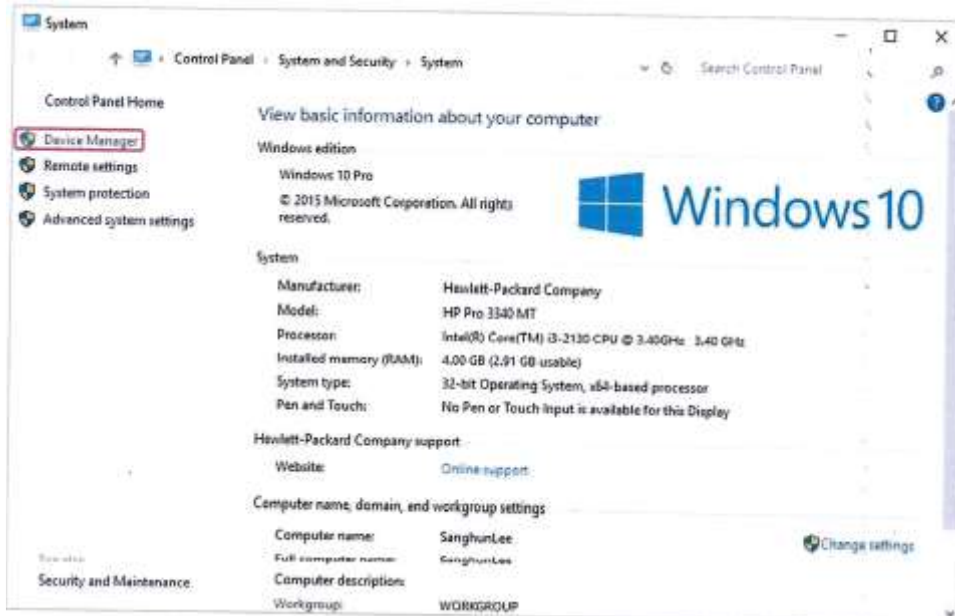 System
Control Panel › System and Security › System
Search Control Panel
Control Panel Home
Device Manager
Remote settings
System protection
Advanced system settings
View basic information about your computer
Windows edition
Windows 10 Pro
© 2015 Microsoft Corporation. All rights
reserved.
Windows 10
System
Manufacturer: Hewlett-Packard Company
Model: HP Pro 3340 MT
Processor: Intel(R) Core(TM) i3-2130 CPU @ 3.40GHz 3.40 GHz
Installed memory (RAM): 4.00 GB (2.91 GB usable)
System type: 32-bit Operating System, x64-based processor
Pen and Touch: No Pen or Touch Input is available for this Display
Hewlett-Packard Company support
Website: Online support
Computer name, domain, and workgroup settings
Computer name: SanghunLee
Change settings
Full computer name: SanghunLee
Computer description:
Workgroup: WORKGROUP
See also
Security and Maintenance